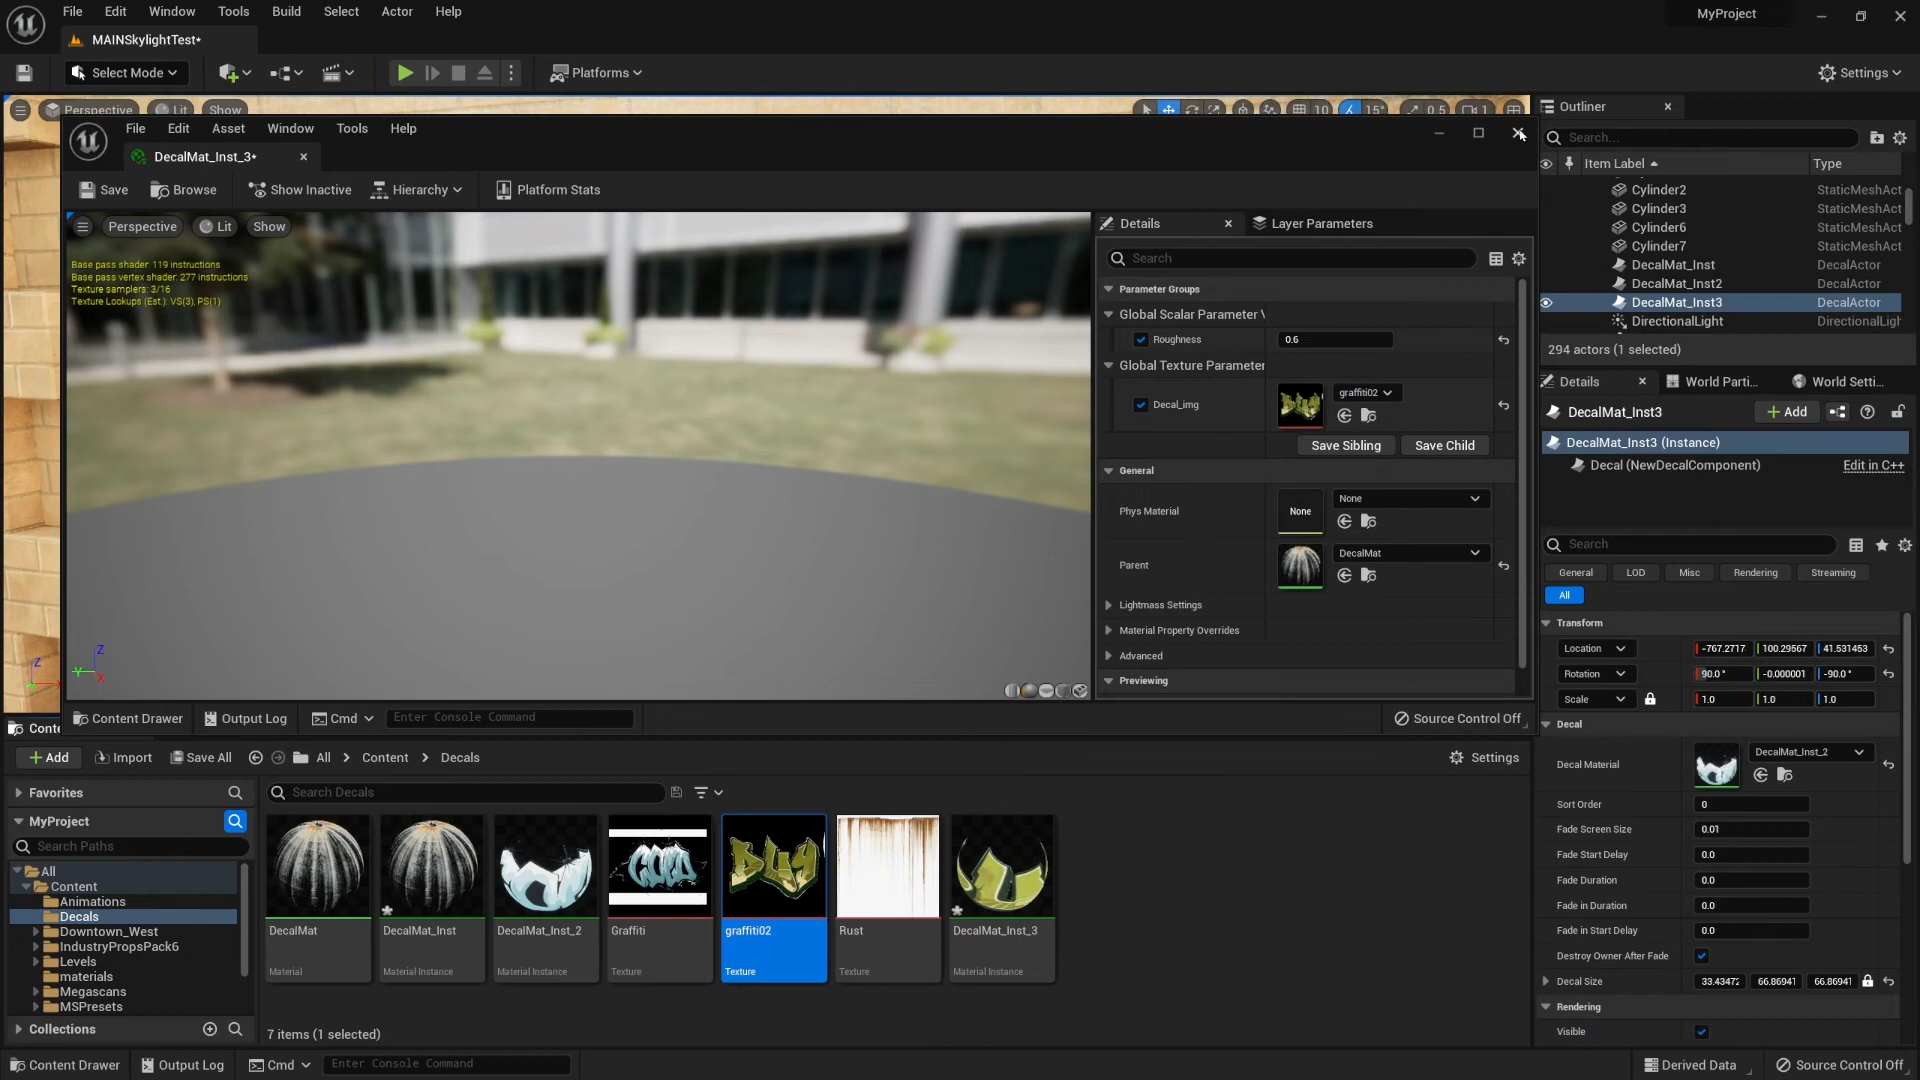 File Edit Window Tools Build Select Actor Help
MyProject
MAINSkylightTest*
Select Mode
Platforms
Settings
Perspective Lit Show
10 15° 0.5 1
File Edit Asset Window Tools Help
DecalMat_Inst_3*
Save Browse Show Inactive Hierarchy Platform Stats
Perspective Lit Show
Base pass shader: 119 instructions
Base pass vertex shader: 277 instructions
Texture samplers: 3/16
Texture Lookups (Est.): VS(3), PS(1)
Z
Y
X
Z
Details Layer Parameters
Search
Parameter Groups
Global Scalar Parameter V
Roughness 0.6
Global Texture Parameter
Decal_img graffiti02
Save Sibling Save Child
General
None
Phys Material None
DecalMat
Parent
Lightmass Settings
Material Property Overrides
Advanced
Previewing
Content Drawer Output Log Cmd Enter Console Command Source Control Off
Outliner
Search...
Item Label Type
Cylinder2 StaticMeshAct
Cylinder3 StaticMeshAct
Cylinder6 StaticMeshAct
Cylinder7 StaticMeshAct
DecalMat_Inst DecalActor
DecalMat_Inst2 DecalActor
DecalMat_Inst3 DecalActor
DirectionalLight DirectionalLigh
294 actors (1 selected)
Details World Parti... World Setti...
DecalMat_Inst3 Add
DecalMat_Inst3 (Instance)
Decal (NewDecalComponent) Edit in C++
Search
General LOD Misc Rendering Streaming
All
Transform
Location -767.2717 100.29567 41.531453
Rotation 90.0° -0.000001 -90.0°
Scale 1.0 1.0 1.0
Decal
DecalMat_Inst_2
Decal Material
Sort Order 0
Fade Screen Size 0.01
Fade Start Delay 0.0
Fade Duration 0.0
Fade in Duration 0.0
Fade in Start Delay 0.0
Destroy Owner After Fade
Decal Size 33.43472 66.86941 66.86941
Rendering
Visible
Conte
Add Import Save All All Content Decals Settings
Favorites
MyProject
Search Paths
All
Content
Animations
Decals
Downtown_West
IndustryPropsPack6
Levels
materials
Megascans
MSPresets
Collections
Search Decals
DecalMat DecalMat_Inst DecalMat_Inst_2 Graffiti graffiti02 Rust DecalMat_Inst_3
Material Material Instance Material Instance Texture Texture Texture Material Instance
7 items (1 selected)
Content Drawer Output Log Cmd Enter Console Command Derived Data Source Control Off